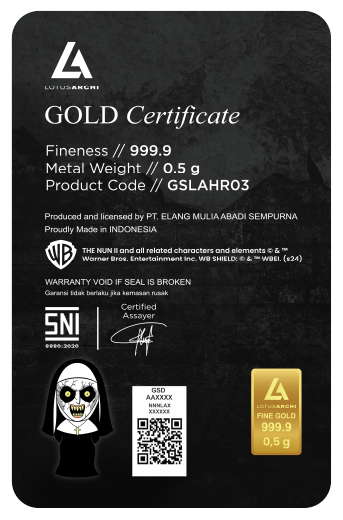 LOTUSARCHI
GOLD Certificate
Fineness // 999.9
Metal Weight // 0.5 g
Product Code // GSLAHR03
Produced and licensed by PT. ELANG MULIA ABADI SEMPURNA
Proudly Made in INDONESIA
WB
THE NUN II and all related characters and elements © & ™
Warner Bros. Entertainment Inc. WB SHIELD: © & ™ WBEI. (s24)
WARRANTY VOID IF SEAL IS BROKEN
Garansi tidak berlaku jika kemasan rusak
SNI
8880:2020
Certified
Assayer
GSD
AAXXXX
NNNLAX
XXXXXX
LOTUSARCHI
FINE GOLD
999.9
0,5 g